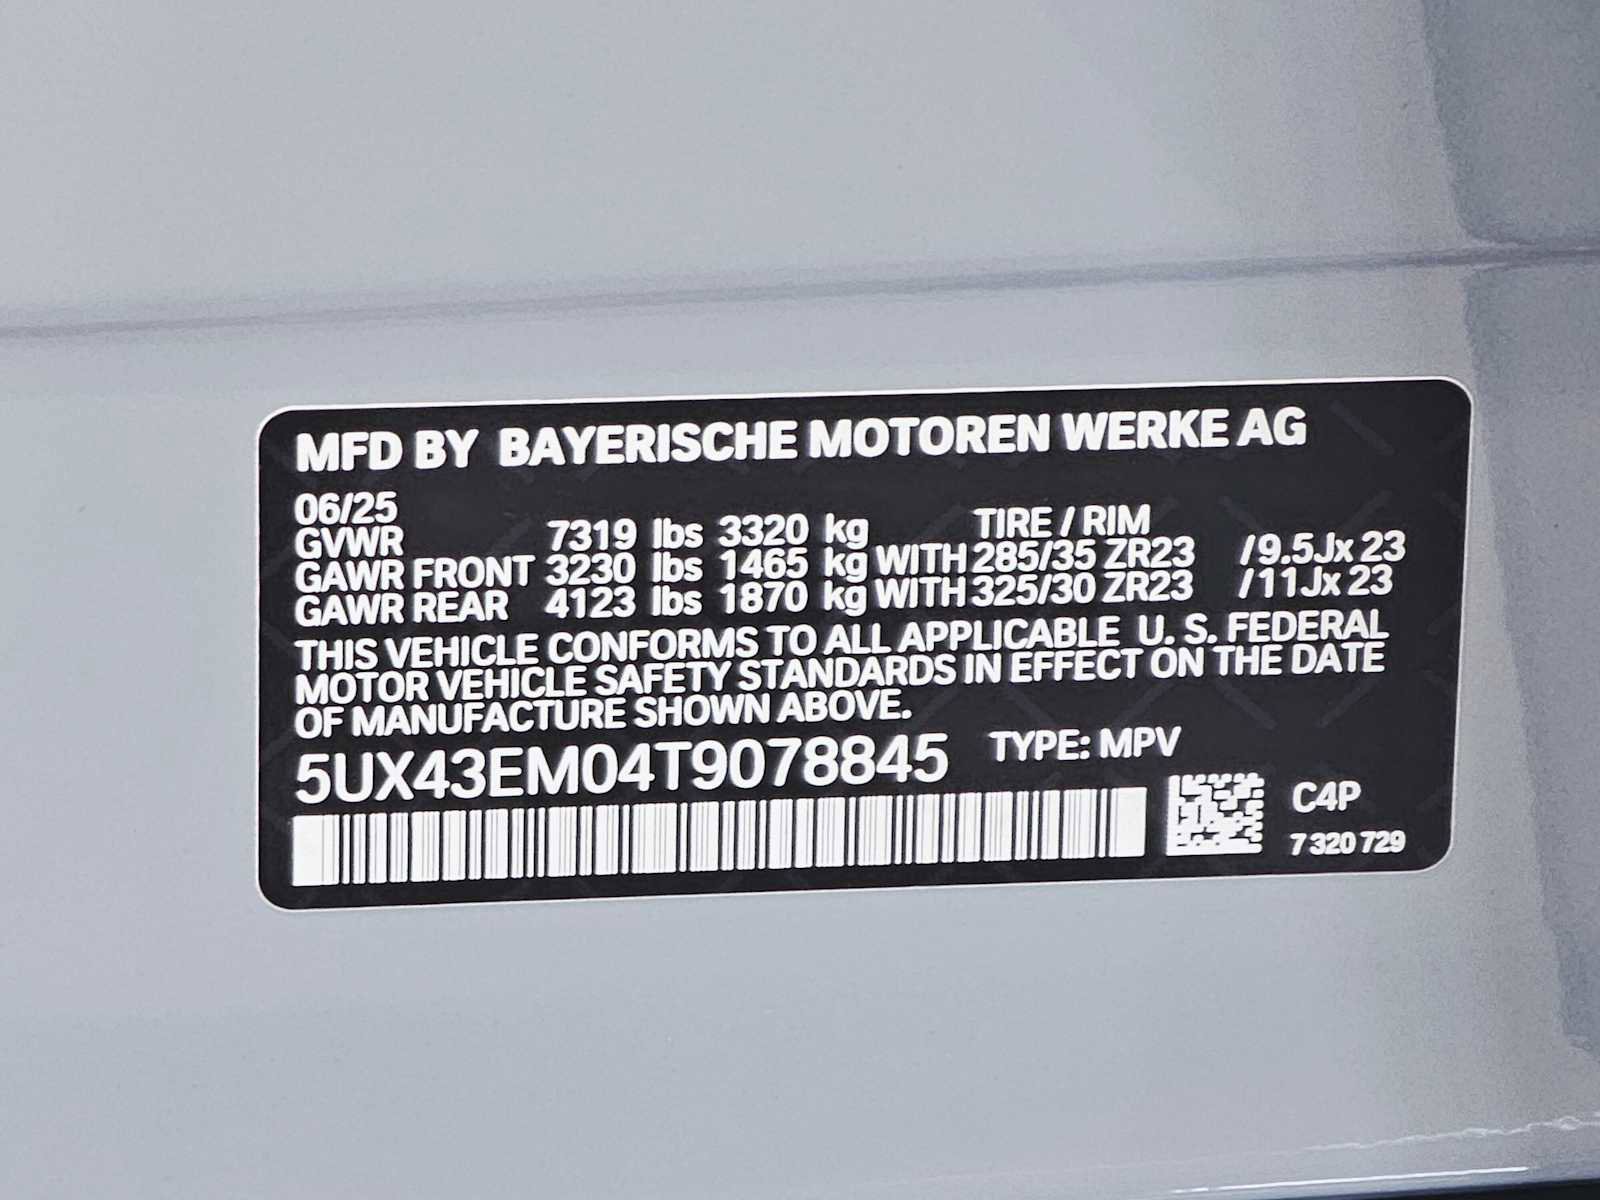 MFD BY BAYERISCHE MOTOREN WERKE AG
06/25 TIRE / RIM
GVWR 7319 lbs 3320 kg
GAWR FRONT 3230 lbs 1465 kg WITH 285/35 ZR23 /9.5Jx 23
GAWR REAR 4123 lbs 1870 kg WITH 325/30 ZR23 /11Jx 23
THIS VEHICLE CONFORMS TO ALL APPLICABLE U. S. FEDERAL
MOTOR VEHICLE SAFETY STANDARDS IN EFFECT ON THE DATE
OF MANUFACTURE SHOWN ABOVE.
5UX43EM04T9078845 TYPE: MPV
C4P
7 320 729